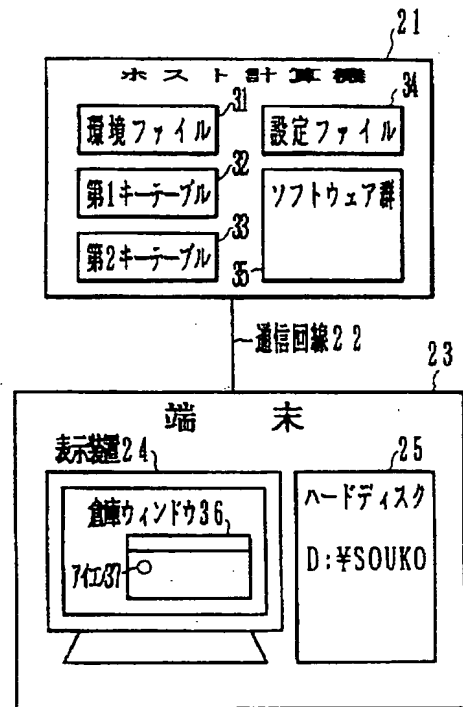 21
ホスト計算機
31
環境ファイル
34
設定ファイル
32
第1キーテーブル
33
第2キーテーブル
ソフトウェア群
35
通信回線22
23
端末
表示装置24
25
倉庫ウィンドウ36
アイエン37
ハードディスク
D:¥SOUKO